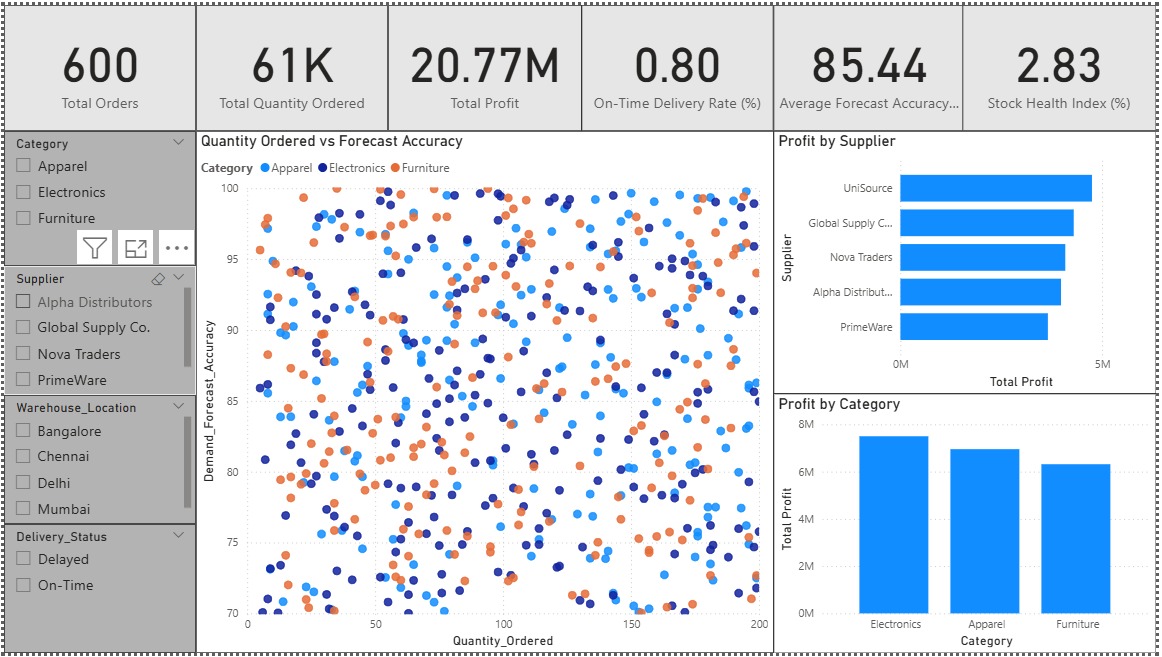 600
Total Orders
61K
Total Quantity Ordered
20.77M
Total Profit
0.80
On-Time Delivery Rate (%)
85.44
Average Forecast Accuracy...
2.83
Stock Health Index (%)
Category
Apparel
Electronics
Furniture
Supplier
Alpha Distributors
Global Supply Co.
Nova Traders
PrimeWare
Warehouse_Location
Bangalore
Chennai
Delhi
Mumbai
Delivery_Status
Delayed
On-Time
Quantity Ordered vs Forecast Accuracy
Category Apparel Electronics Furniture
Demand_Forecast_Accuracy
100
95
90
85
80
75
70
0 50 100 150 200
Quantity_Ordered
Profit by Supplier
Supplier
UniSource
Global Supply C...
Nova Traders
Alpha Distribut...
PrimeWare
0M 5M
Total Profit
Profit by Category
Total Profit
8M
6M
4M
2M
0M
Electronics Apparel Furniture
Category